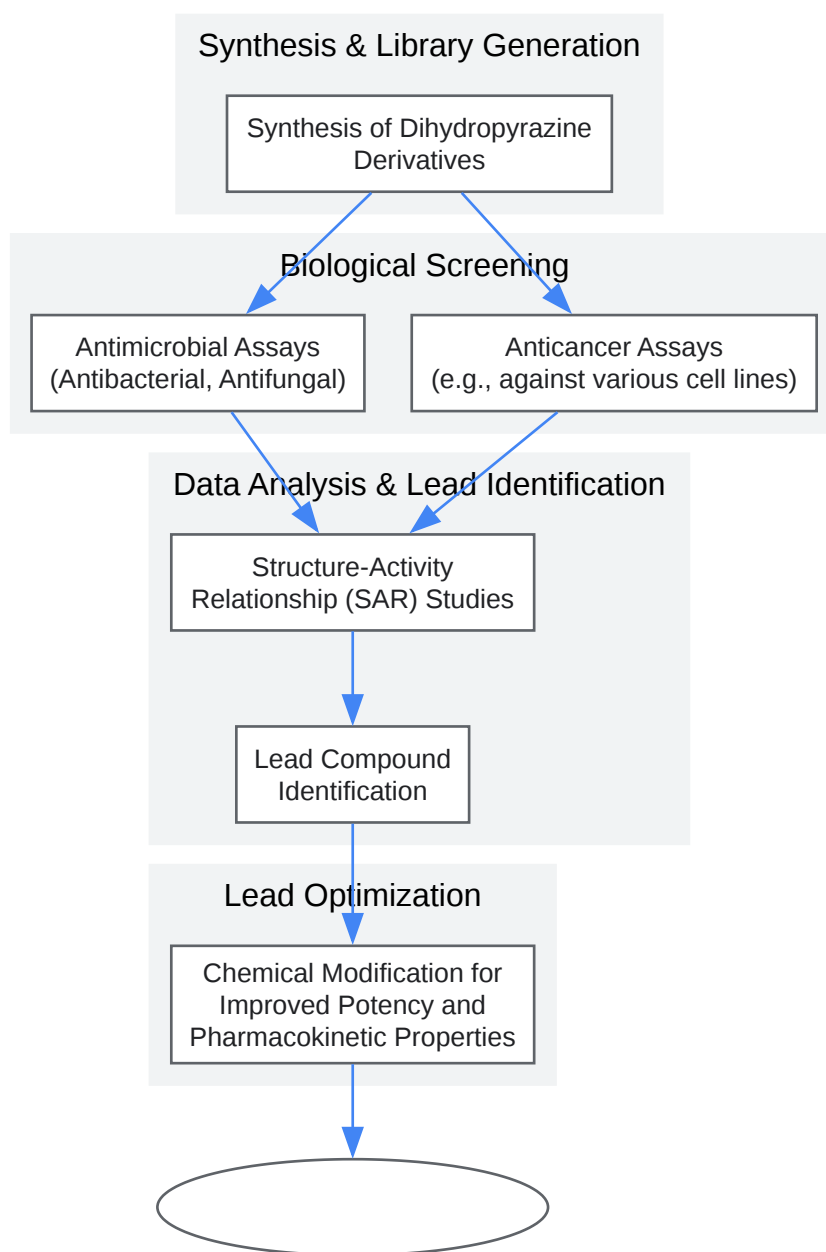 Synthesis & Library Generation
Synthesis of Dihydropyrazine
Derivatives
Biological Screening
Antimicrobial Assays
(Antibacterial, Antifungal)
Anticancer Assays
(e.g., against various cell lines)
Data Analysis & Lead Identification
Structure-Activity
Relationship (SAR) Studies
Lead Compound
Identification
Lead Optimization
Chemical Modification for
Improved Potency and
Pharmacokinetic Properties